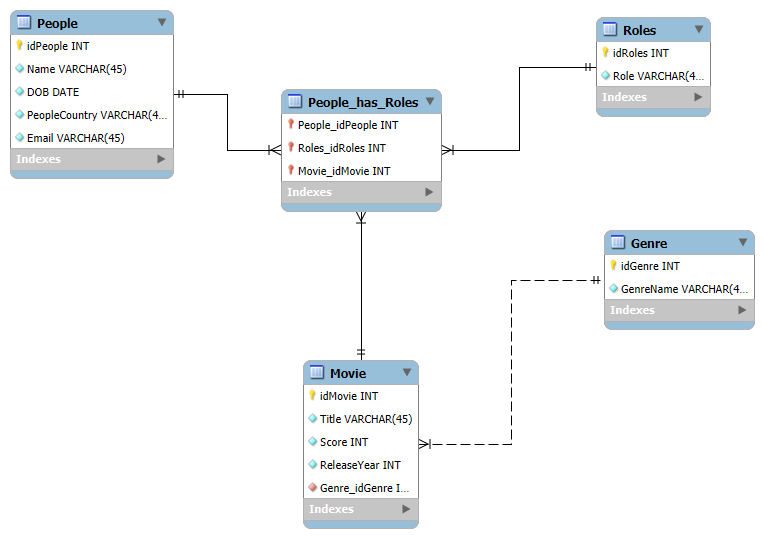 People
idPeople INT
Name VARCHAR(45)
DOB DATE
PeopleCountry VARCHAR(4...
Email VARCHAR(45)
Indexes
People_has_Roles
People_idPeople INT
Roles_idRoles INT
Movie_idMovie INT
Indexes
Roles
idRoles INT
Role VARCHAR(4...
Indexes
Genre
idGenre INT
GenreName VARCHAR(4...
Indexes
Movie
idMovie INT
Title VARCHAR(45)
Score INT
ReleaseYear INT
Genre_idGenre I...
Indexes